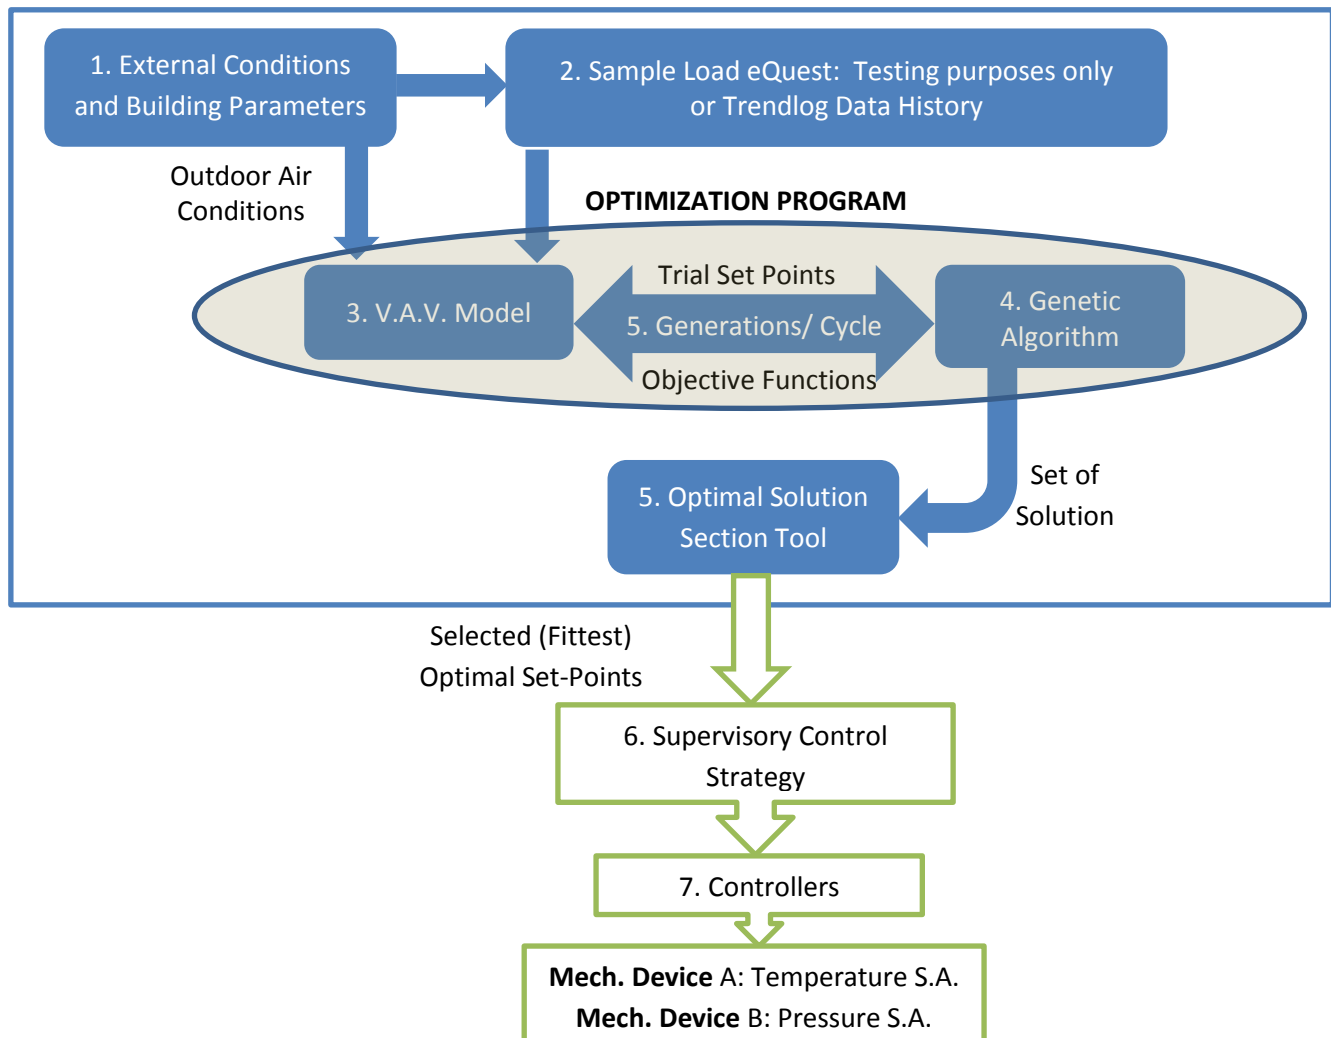 1. External Conditions
and Building Parameters
2. Sample Load eQuest:  Testing purposes only
or Trendlog Data History
Outdoor Air
Conditions
OPTIMIZATION PROGRAM
3. V.A.V. Model
Trial Set Points
5. Generations/ Cycle
Objective Functions
4. Genetic
Algorithm
5. Optimal Solution
Section Tool
Set of
Solution
Selected (Fittest)
Optimal Set-Points
6. Supervisory Control
Strategy
7. Controllers
Mech. Device A: Temperature S.A.
Mech. Device B: Pressure S.A.